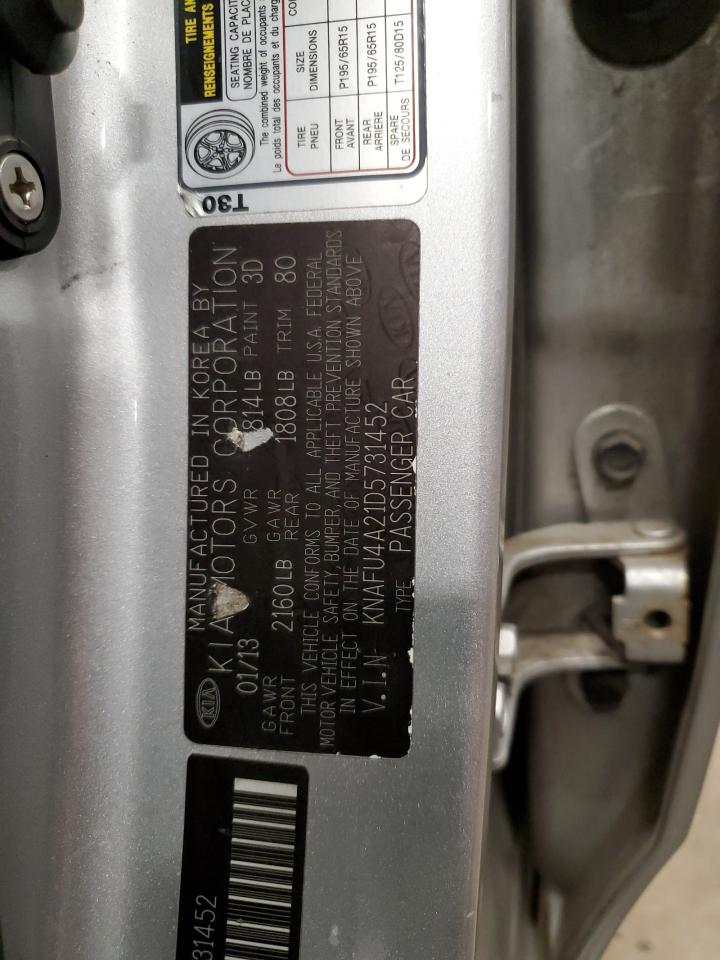 TIRE AN
RENSEIGNEMENTS
SEATING CAPACIT
NOMBRE DE PLAC
The combined weight of occupants
Le poids total des occupants et du charg
TIRE SIZE CO
PNEU DIMENSIONS
FRONT AVANT P195/65R15
REAR ARRIÈRE P195/65R15
SPARE DE SECOURS T125/80D15
T30
MANUFACTURED IN KOREA BY
KIA KIA MOTORS CORPORATION
01/13 GVWR 814LB PAINT 3D
GAWR FRONT 2160LB GAWR REAR 1808LB TRIM 80
THIS VEHICLE CONFORMS TO ALL APPLICABLE U.S.A. FEDERAL
MOTOR VEHICLE SAFETY, BUMPER, AND THEFT PREVENTION STANDARDS
IN EFFECT ON THE DATE OF MANUFACTURE SHOWN ABOVE
V.I.N KNAFU4A21D5731452
TYPE PASSENGER CAR
KIA
31452